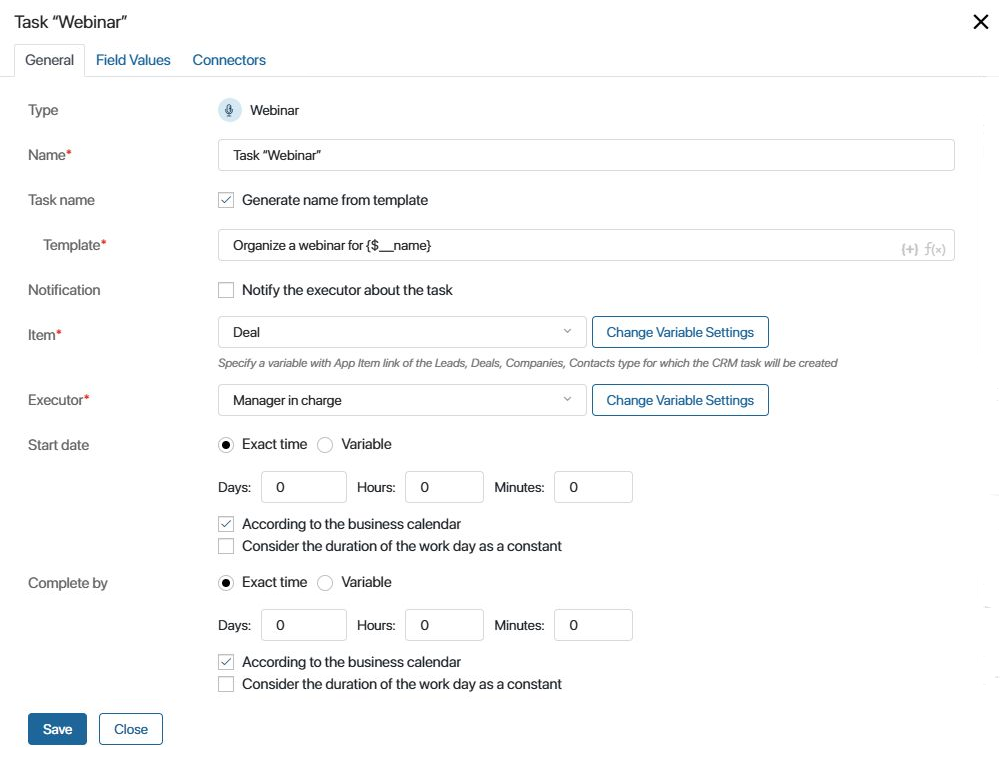 Task “Webinar”
General Field Values Connectors
Type Webinar
Name* Task “Webinar”
Task name Generate name from template
Template* Organize a webinar for {$__name} {+} f(x)
Notification Notify the executor about the task
Item* Deal Change Variable Settings
Specify a variable with App Item link of the Leads, Deals, Companies, Contacts type for which the CRM task will be created
Executor* Manager in charge Change Variable Settings
Start date Exact time Variable
Days: 0 Hours: 0 Minutes: 0
According to the business calendar
Consider the duration of the work day as a constant
Complete by Exact time Variable
Days: 0 Hours: 0 Minutes: 0
According to the business calendar
Consider the duration of the work day as a constant
Save Close